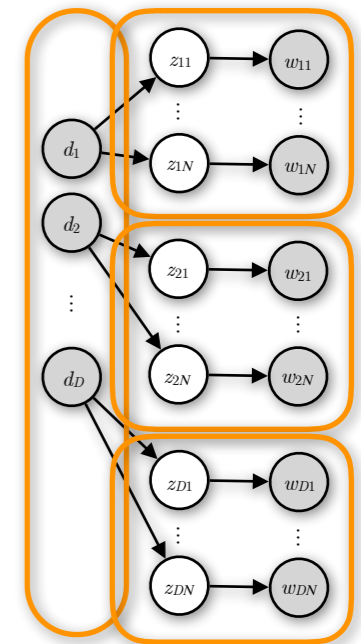 z11 w11
⋮ ⋮
d1 z1N w1N
d2
z21 w21
⋮ ⋮ ⋮
dD z2N w2N
zD1 wD1
⋮ ⋮
zDN wDN